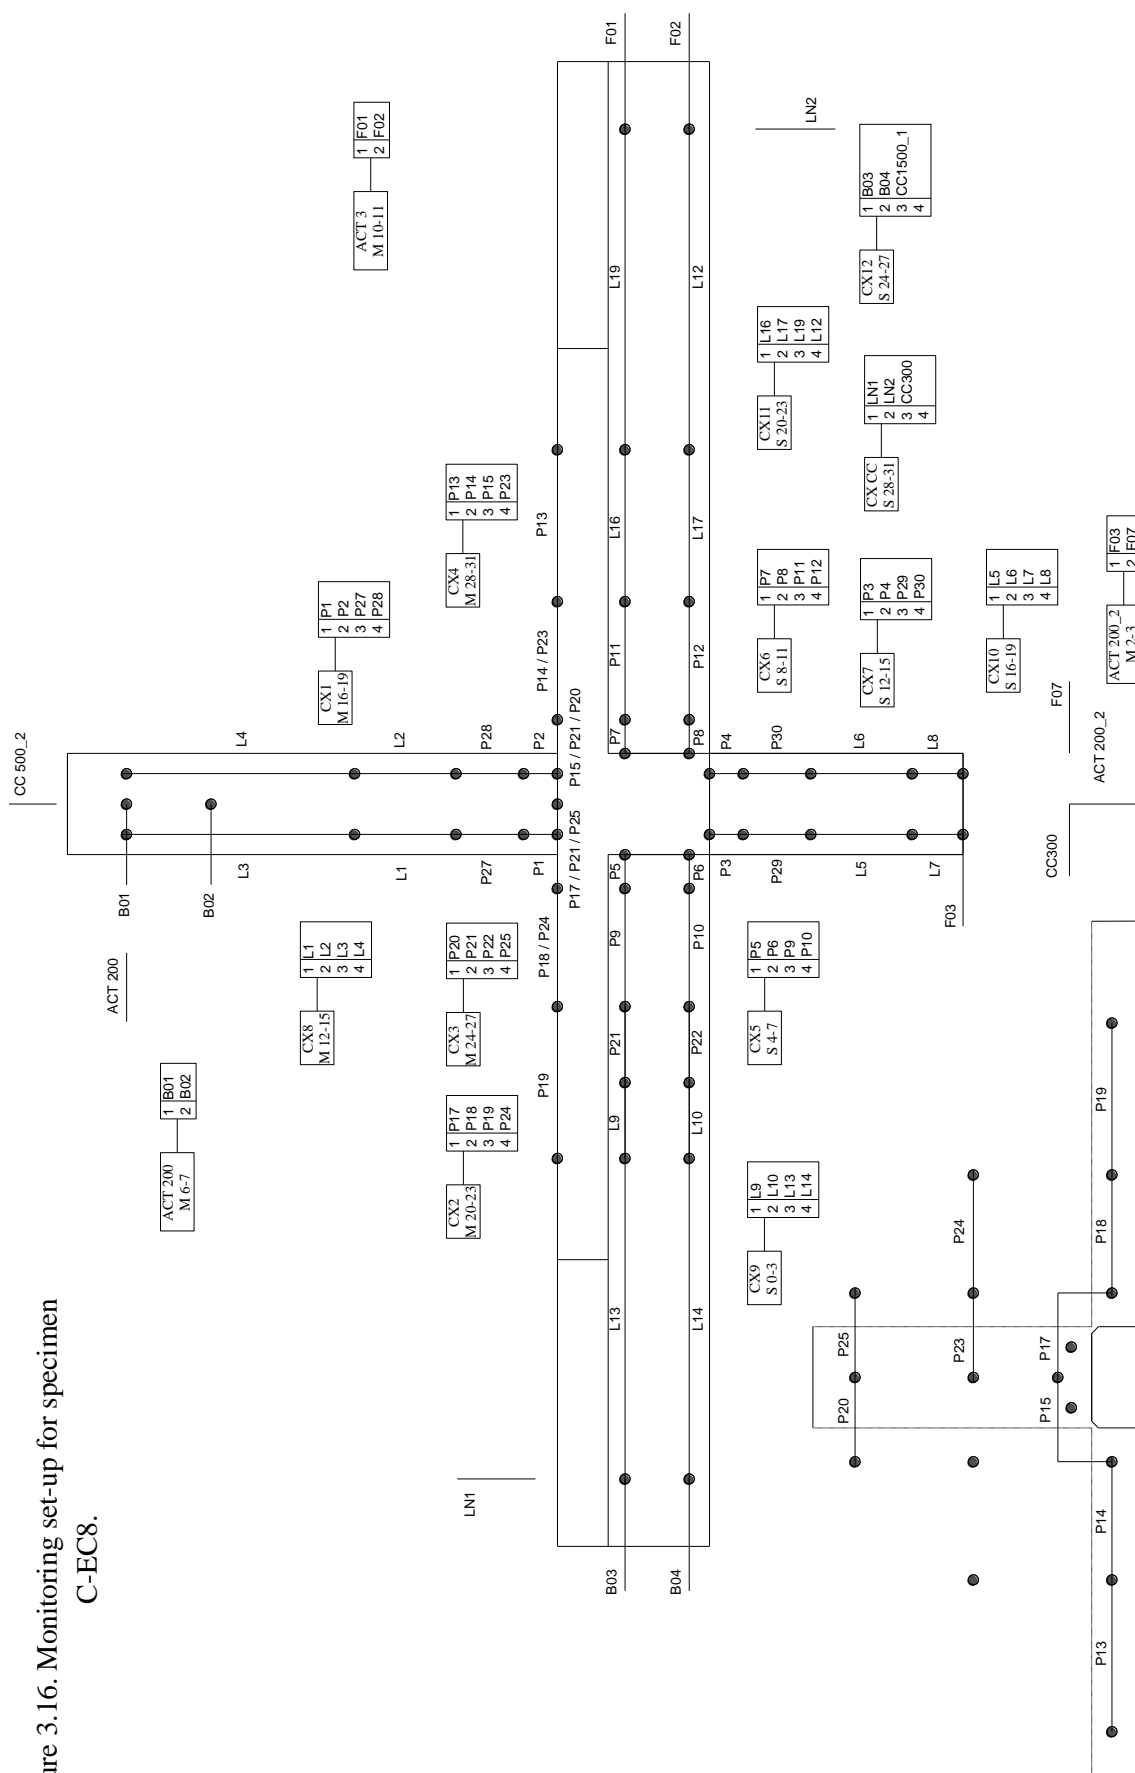 ure 3.16. Monitoring set-up for specimen
C-EC8.
CC 500_2
ACT 200
B01
B02
L3
L4
L1
L2
P27
P28
P1
P2
ACT 200
M 6-7
1 B01
2 B02
CX8
M 12-15
1 L1
2 L2
3 L3
4 L4
CX1
M 16-19
1 P1
2 P2
3 P27
4 P28
ACT 3
M 10-11
1 F01
2 F02
CX2
M 20-23
1 P17
2 P18
3 P19
4 P24
CX3
M 24-27
1 P20
2 P21
3 P22
4 P25
CX4
M 28-31
1 P13
2 P14
3 P15
4 P23
LN1
P19
P18 / P24
P17 / P21 / P25
P15 / P21 / P20
P14 / P23
P13
B03
L13
L9
P21
P9
P5
P7
P11
L16
L19
F01
B04
L14
L10
P22
P10
P6
P8
P12
L17
L12
F02
LN2
P3
P4
P29
P30
L5
L6
L7
L8
F03
F07
CX9
S 0-3
1 L9
2 L10
3 L13
4 L14
CX5
S 4-7
1 P5
2 P6
3 P9
4 P10
CX6
S 8-11
1 P7
2 P8
3 P11
4 P12
CX11
S 20-23
1 L16
2 L17
3 L19
4 L12
CX7
S 12-15
1 P3
2 P4
3 P29
4 P30
CX CC
S 28-31
1 LN1
2 LN2
3 CC300
4
CX12
S 24-27
1 B03
2 B04
3 CC1500_1
4
CX10
S 16-19
1 L5
2 L6
3 L7
4 L8
CC300
ACT 200_2
ACT 200_2
M 2-3
1 F03
2 F07
P20
P25
P23
P24
P15
P17
P13
P14
P18
P19